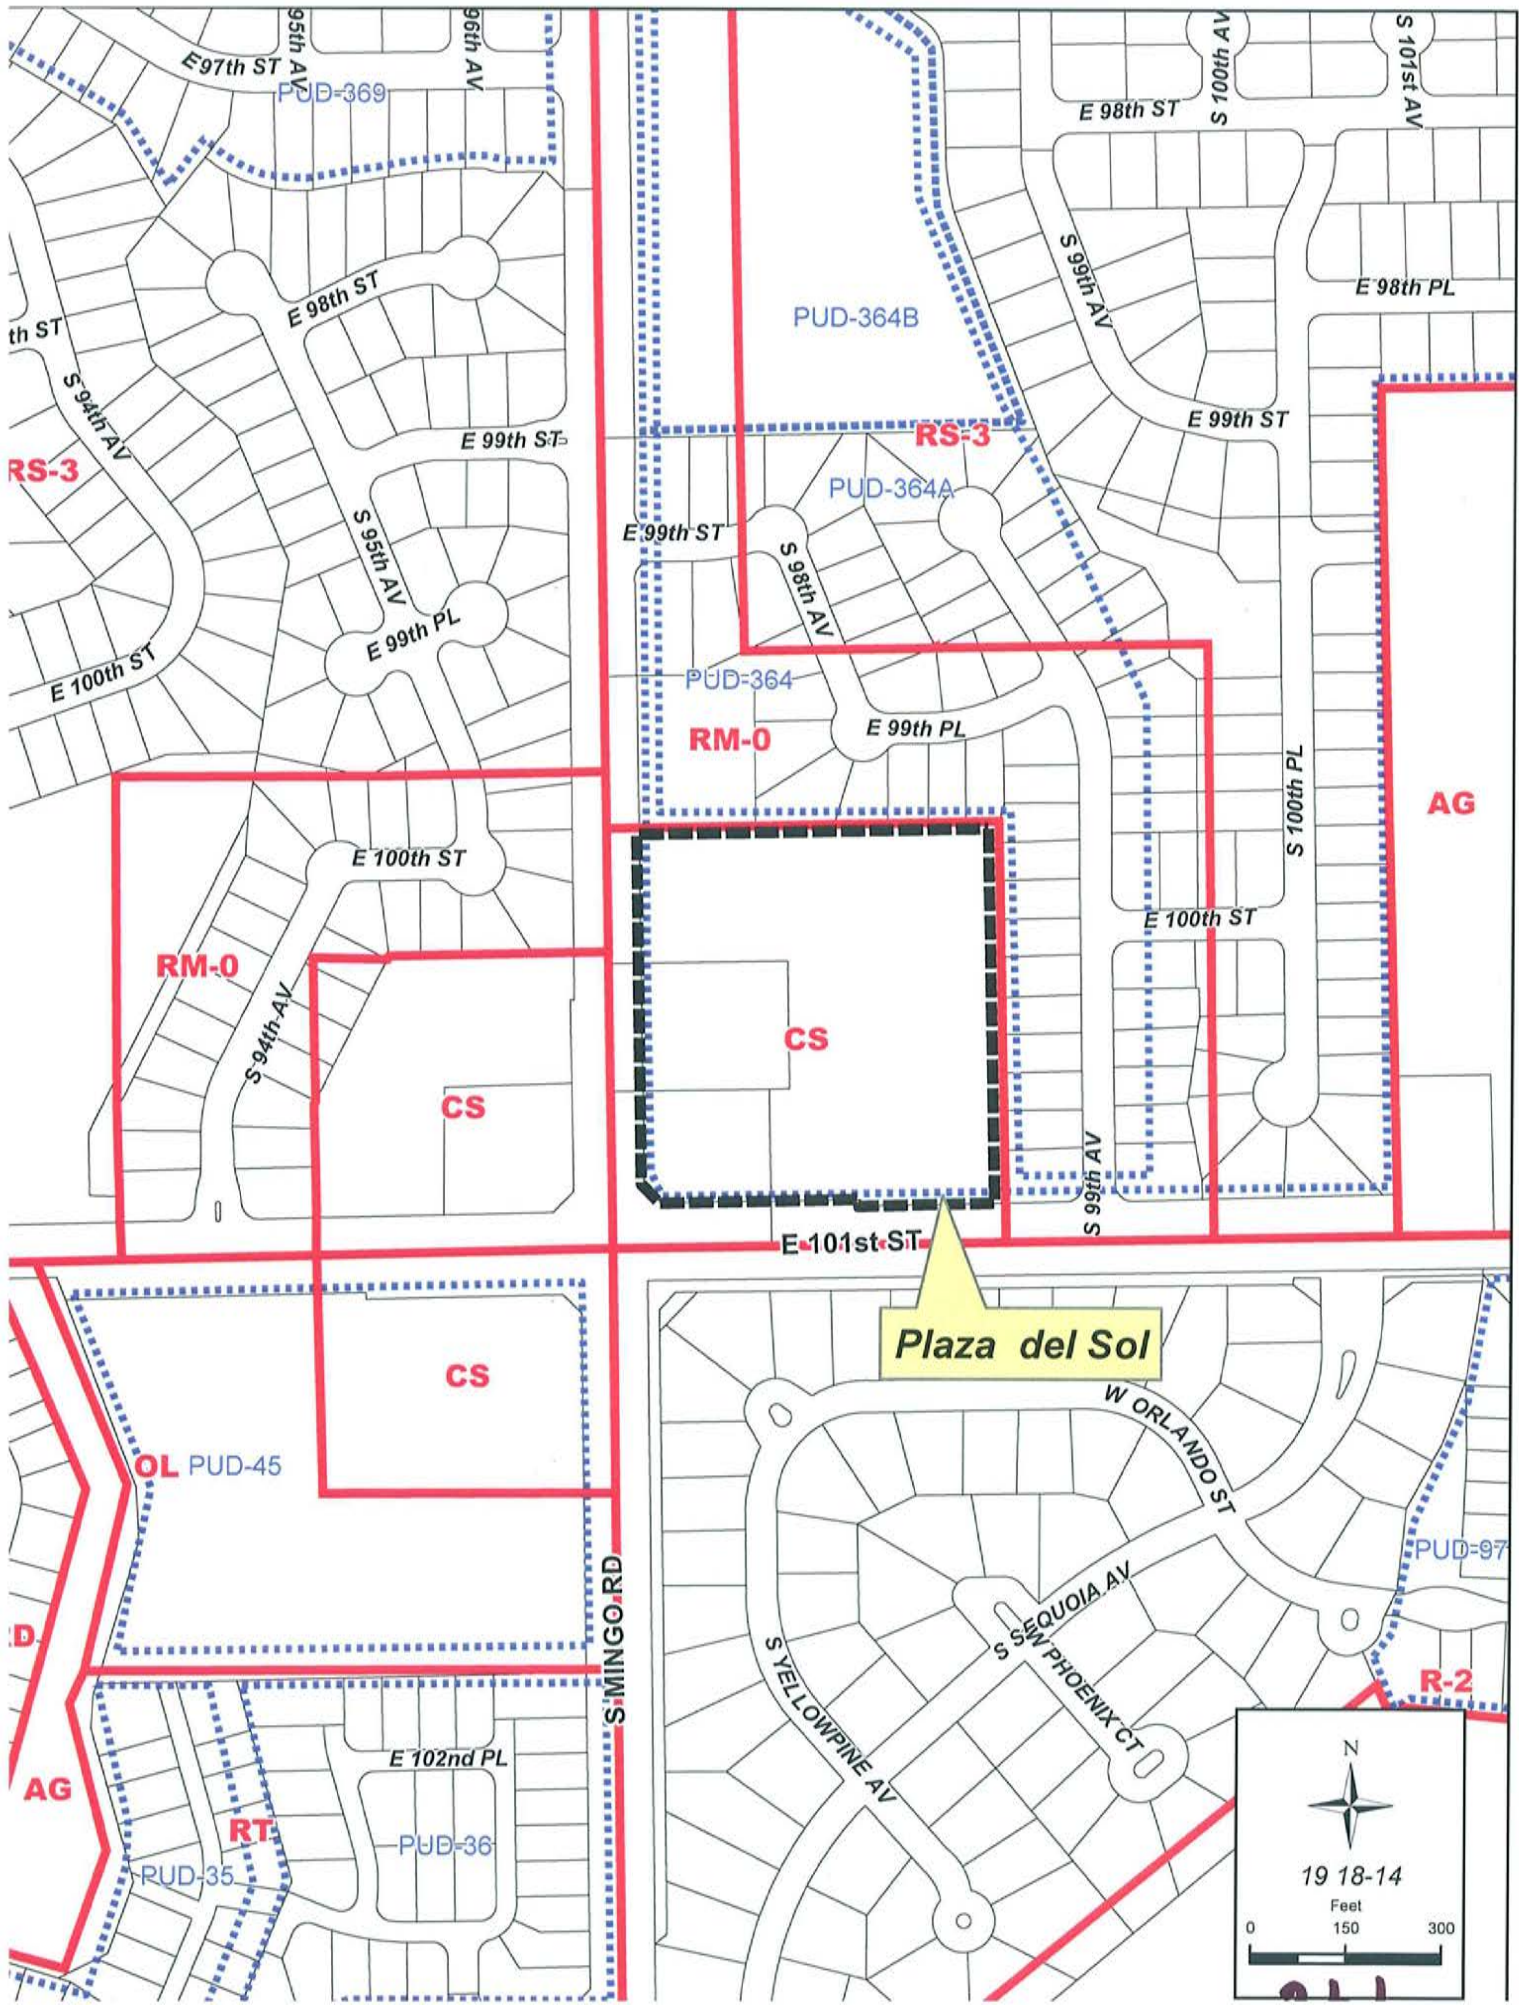 E 97th ST
95th AV
96th AV
PUD-369
E 98th ST
S 100th AV
S 101st AV
E 98th ST
th ST
S 94th AV
RS-3
E 99th ST
S 95th AV
E 99th PL
E 100th ST
PUD-364B
S 99th AV
E 98th PL
E 99th ST
RS-3
PUD-364A
E 99th ST
S 98th AV
PUD-364
RM-0
E 99th PL
S 100th PL
AG
E 100th ST
E 100th ST
RM-0
S 94th AV
CS
CS
S 99th AV
E 101st ST
Plaza del Sol
CS
OL
PUD-45
W ORLANDO ST
PUD-97
S MINGO RD
S SEQUOIA AV
W PHOENIX CT
S YELLOWPINE AV
R-2
E 102nd PL
AG
RT
PUD-36
PUD-35
N
19 18-14
Feet
0 150 300